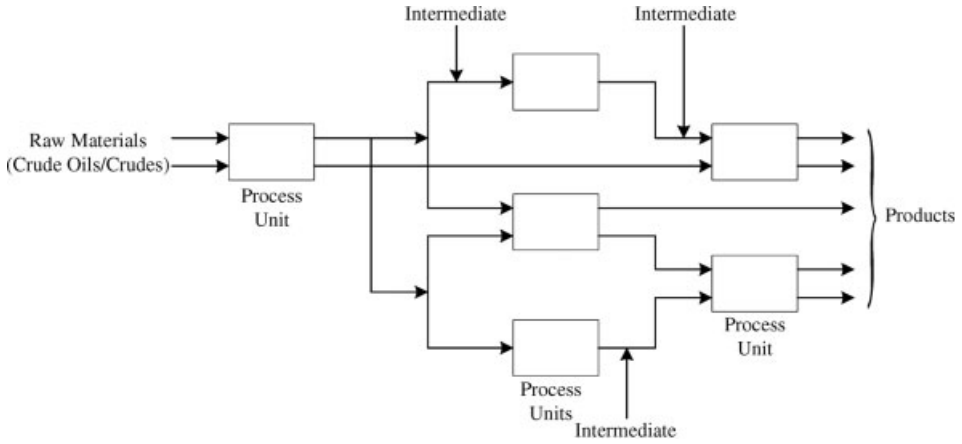 Intermediate
Intermediate
Raw Materials
(Crude Oils/Crudes)
Process
Unit
Products
Process
Unit
Process
Units
Intermediate